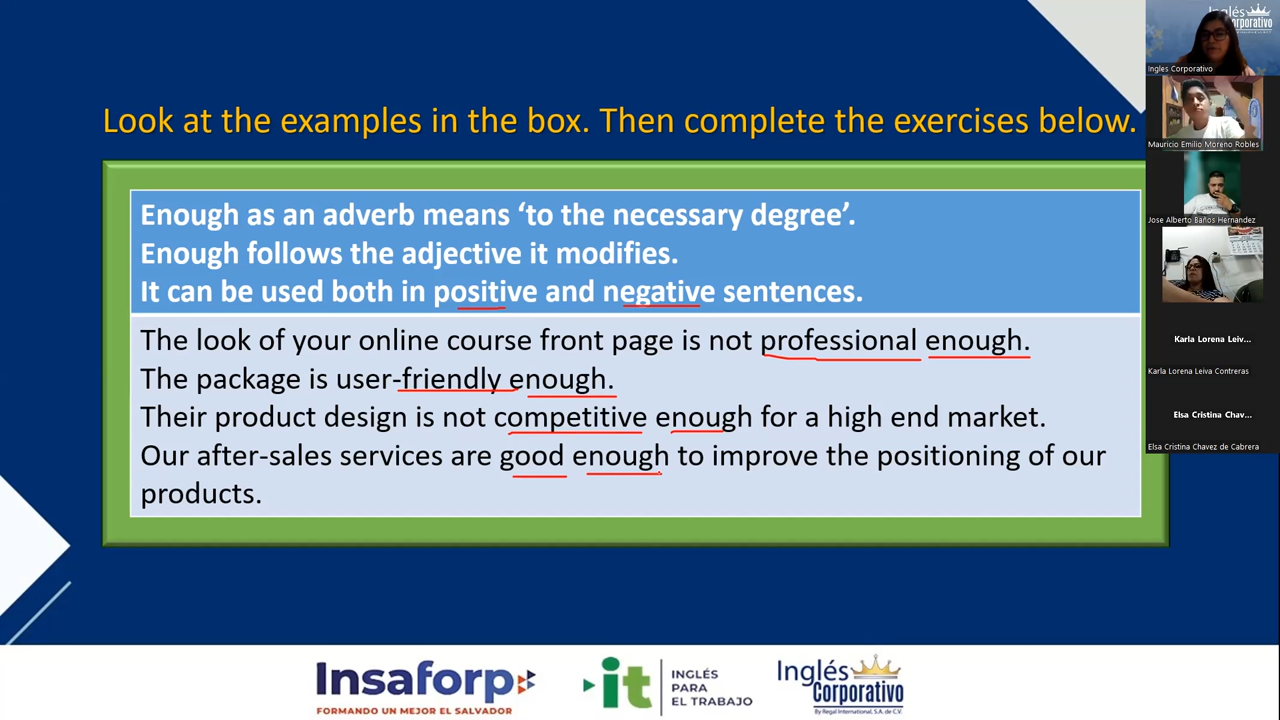 Look at the examples in the box. Then complete the exercises below.
Enough as an adverb means ‘to the necessary degree’.
Enough follows the adjective it modifies.
It can be used both in positive and negative sentences.
The look of your online course front page is not professional enough.
The package is user-friendly enough.
Their product design is not competitive enough for a high end market.
Our after-sales services are good enough to improve the positioning of our
products.
Inglés
Corporativo
Ingles Corporativo
Mauricio Emilio Moreno Robles
Jose Alberto Baños Hernandez
Karla Lorena Leiv...
Karla Lorena Leiva Contreras
Elsa Cristina Chav...
Elsa Cristina Chavez de Cabrera
Insaforp
FORMANDO UN MEJOR EL SALVADOR
it
INGLÉS
PARA
EL TRABAJO
Inglés
Corporativo
By Regal International, S.A. de C.V.